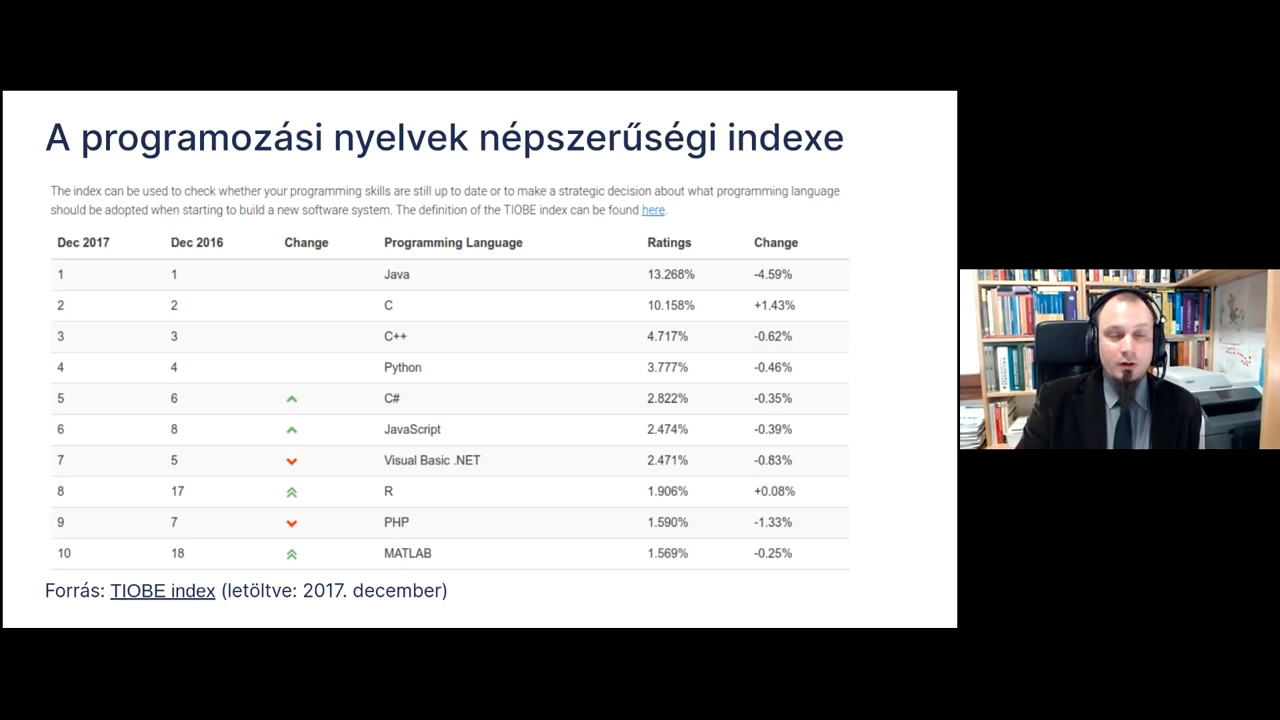 A programozási nyelvek népszerűségi indexe
The index can be used to check whether your programming skills are still up to date or to make a strategic decision about what programming language
should be adopted when starting to build a new software system. The definition of the TIOBE index can be found here.
Dec 2017 Dec 2016 Change Programming Language Ratings Change
1 1 Java 13.268% -4.59%
2 2 C 10.158% +1.43%
3 3 C++ 4.717% -0.62%
4 4 Python 3.777% -0.46%
5 6 C# 2.822% -0.35%
6 8 JavaScript 2.474% -0.39%
7 5 Visual Basic .NET 2.471% -0.83%
8 17 R 1.906% +0.08%
9 7 PHP 1.590% -1.33%
10 18 MATLAB 1.569% -0.25%
Forrás: TIOBE index (letöltve: 2017. december)